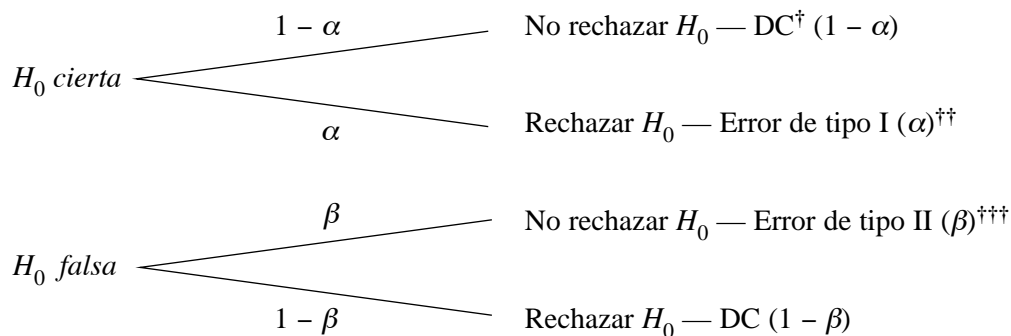 1 − α
No rechazar H₀ — DC† (1 − α)
H₀ cierta
α
Rechazar H₀ — Error de tipo I (α)††
β
No rechazar H₀ — Error de tipo II (β)†††
H₀ falsa
1 − β
Rechazar H₀ — DC (1 − β)